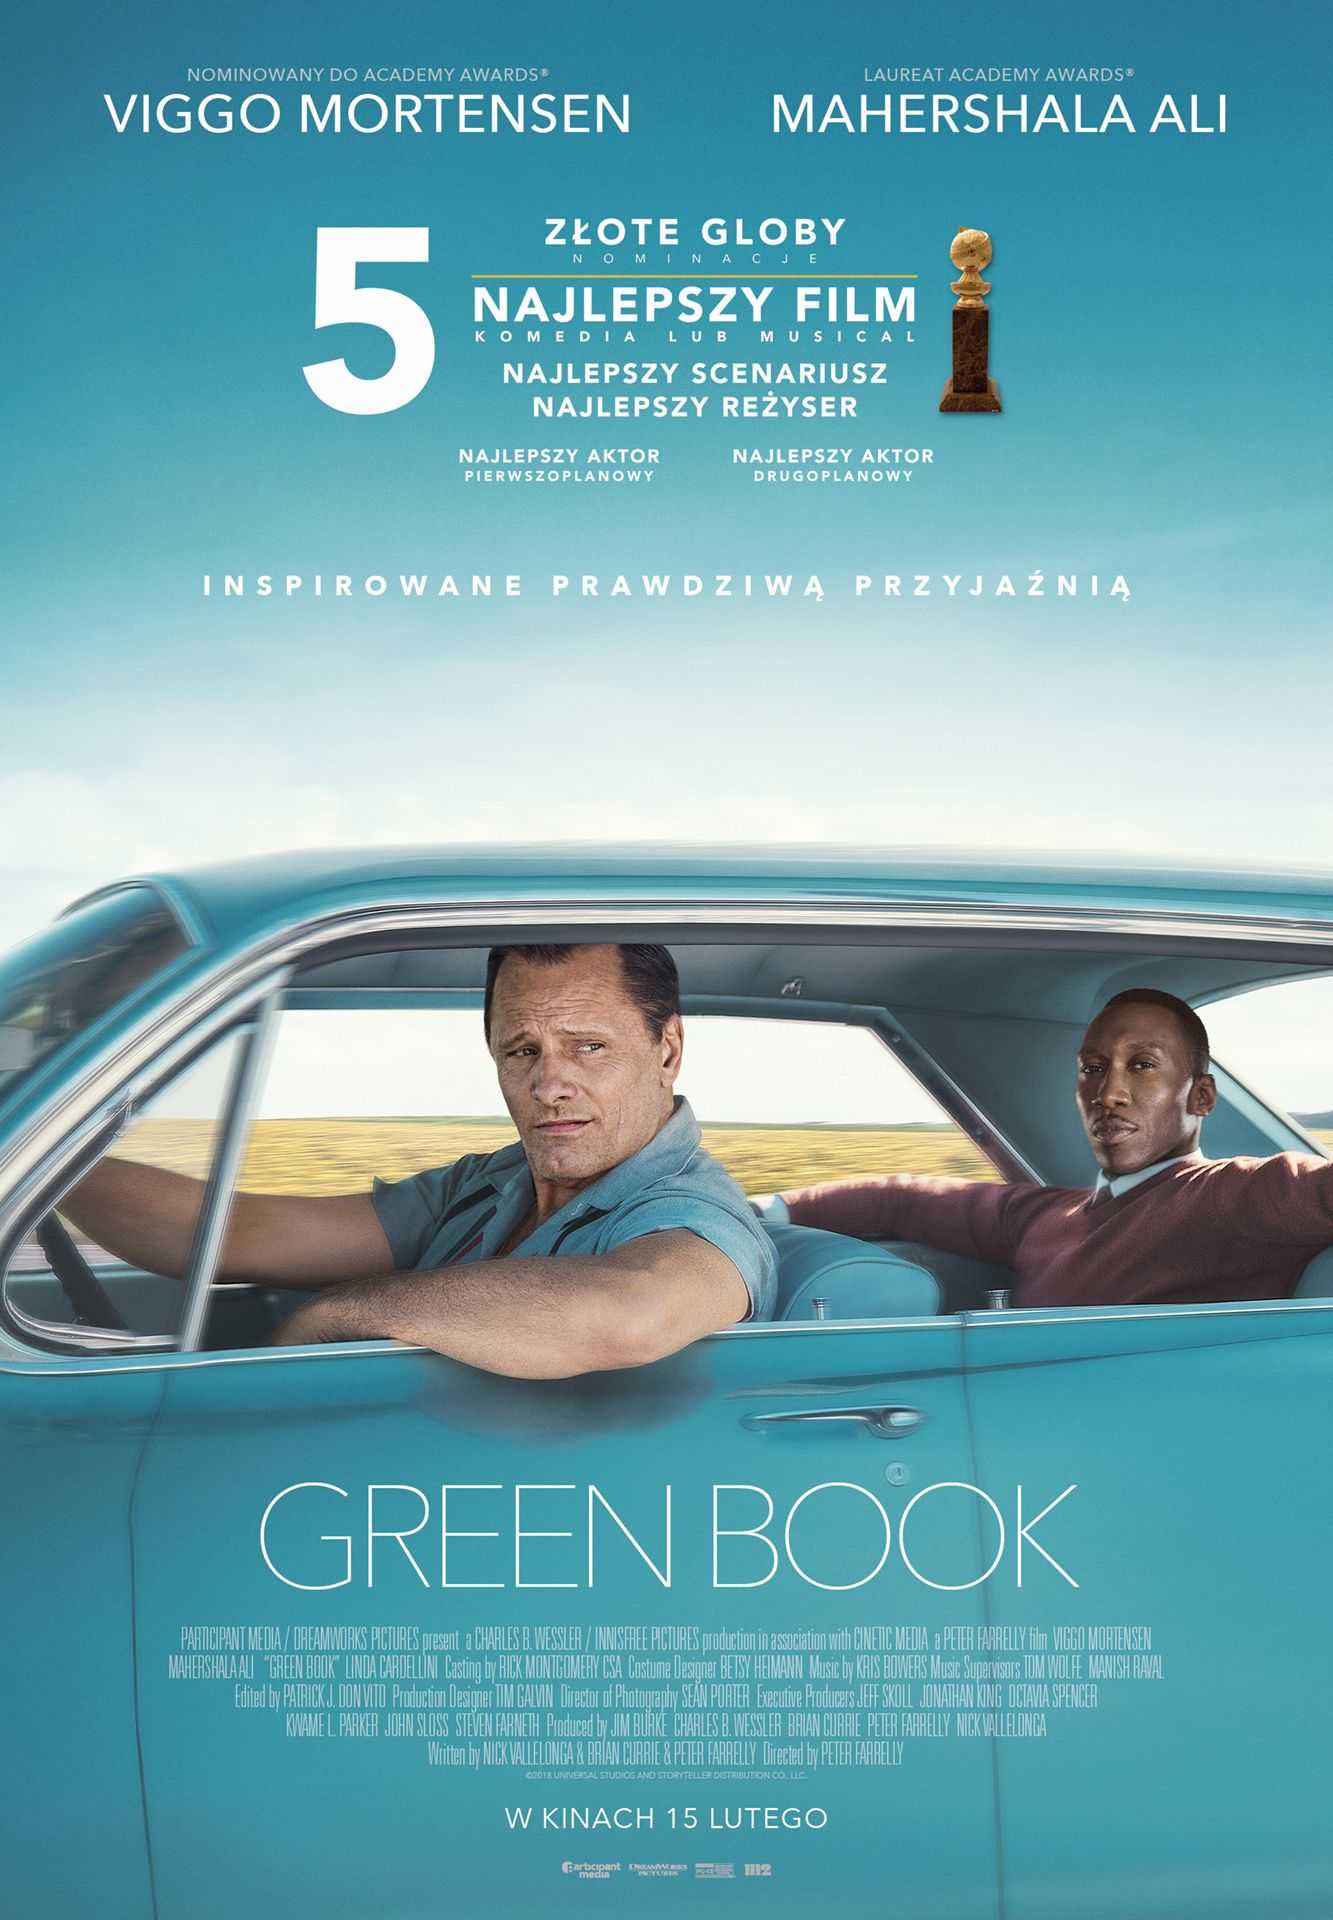 NOMINOWANY DO ACADEMY AWARDS®
VIGGO MORTENSEN
LAUREAT ACADEMY AWARDS®
MAHERSHALA ALI
5
ZŁOTE GLOBY
NOMINACJE
NAJLEPSZY FILM
KOMEDIA LUB MUSICAL
NAJLEPSZY SCENARIUSZ
NAJLEPSZY REŻYSER
NAJLEPSZY AKTOR
PIERWSZOPLANOWY
NAJLEPSZY AKTOR
DRUGOPLANOWY
INSPIROWANE PRAWDZIWĄ PRZYJAŹNIĄ
GREEN BOOK
PARTICIPANT MEDIA / DREAMWORKS PICTURES present a CHARLES B. WESSLER / INNISFREE PICTURES production in association with CINETIC MEDIA a PETER FARRELLY film VIGGO MORTENSEN
MAHERSHALA ALI "GREEN BOOK" LINDA CARDELLINI Casting by RICK MONTGOMERY CSA Costume Designer BETSY HEIMANN Music by KRIS BOWERS Music Supervisors TOM WOLFE MANISH RAVAL
Edited by PATRICK J. DON VITO Production Designer TIM GALVIN Director of Photography SEAN PORTER Executive Producers JEFF SKOLL JONATHAN KING OCTAVIA SPENCER
KWAME L. PARKER JOHN SLOSS STEVEN FARNETH Produced by JIM BURKE CHARLES B. WESSLER BRIAN CURRIE PETER FARRELLY NICK VALLELONGA
Written by NICK VALLELONGA & BRIAN CURRIE & PETER FARRELLY Directed by PETER FARRELLY
©2018 UNIVERSAL STUDIOS AND STORYTELLER DISTRIBUTION CO., LLC.
W KINACH 15 LUTEGO
Participant media
DREAMWORKS PICTURES
M2